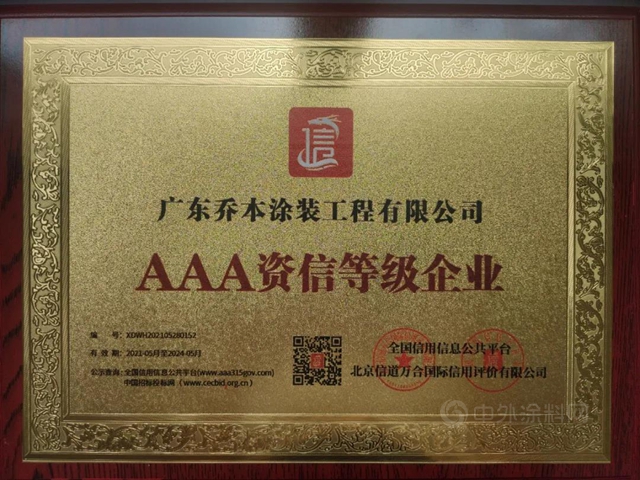 信
广东乔本涂装工程有限公司
AAA资信等级企业
编 号：XDWH202105280152
有 效 期：2021-05月至2024-05月
公示查询：全国信用信息公共平台(www.aaa315gov.com)
中国招标投标网（www.cecbid.org.cn）
全国信用信息公共平台
北京信道万合国际信用评价有限公司
中外涂料网